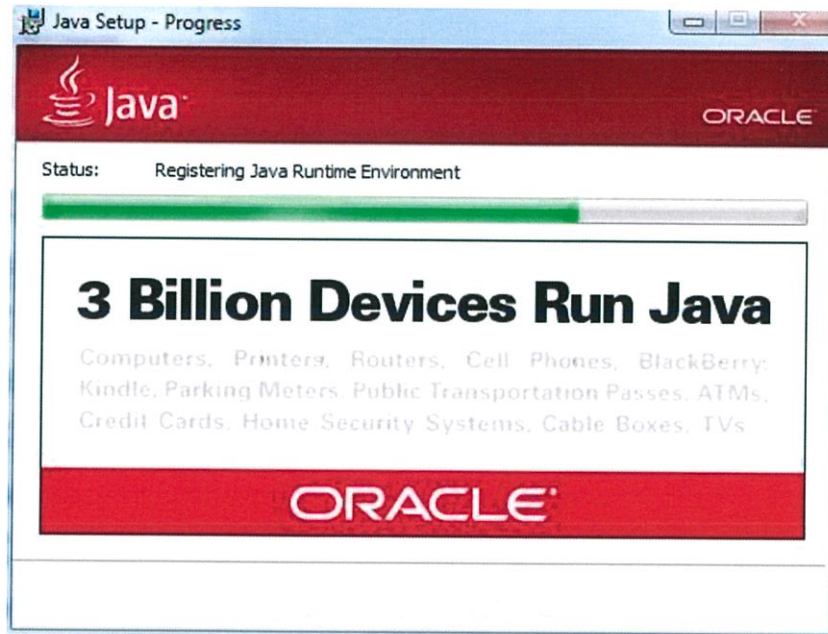 Java Setup - Progress
Java
ORACLE
Status: Registering Java Runtime Environment
3 Billion Devices Run Java
Computers, Printers, Routers, Cell Phones, BlackBerry,
Kindle, Parking Meters, Public Transportation Passes, ATMs,
Credit Cards, Home Security Systems, Cable Boxes, TVs
ORACLE